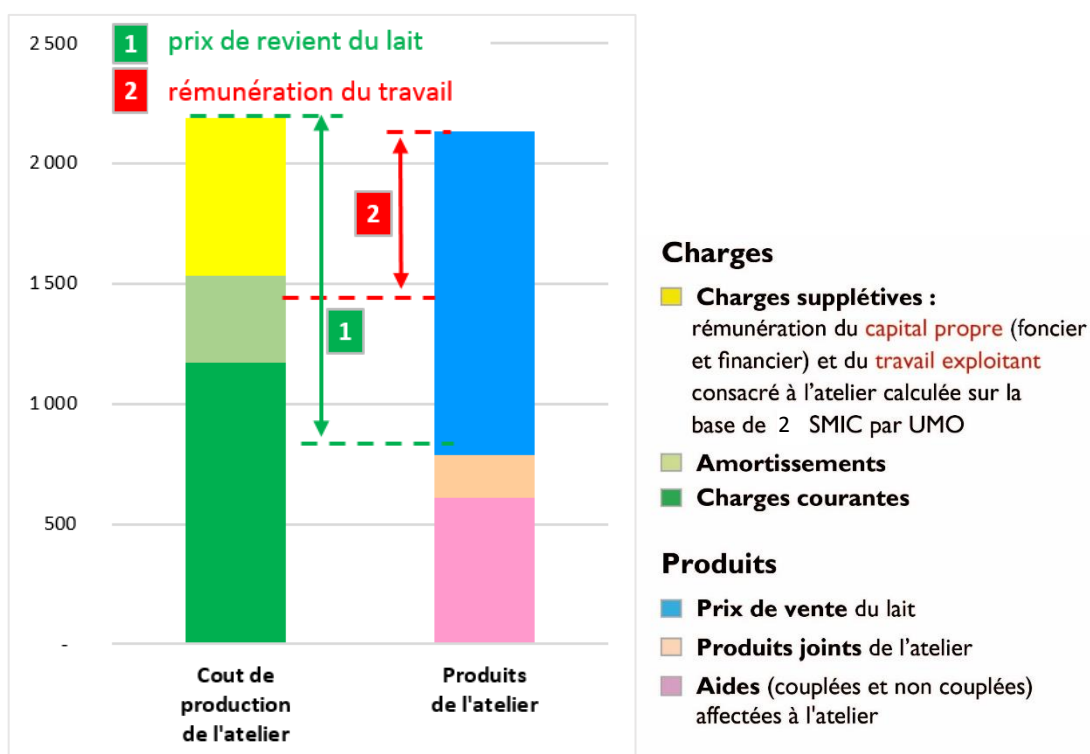 2 500
1 prix de revient du lait
2 rémunération du travail
2 000
2
1 500
1
1 000
500
-
Cout de
production
de l'atelier
Produits
de l'atelier
Charges
Charges supplétives :
rémunération du capital propre (foncier
et financier) et du travail exploitant
consacré à l'atelier calculée sur la
base de 2 SMIC par UMO
Amortissements
Charges courantes
Produits
Prix de vente du lait
Produits joints de l'atelier
Aides (couplées et non couplées)
affectées à l'atelier